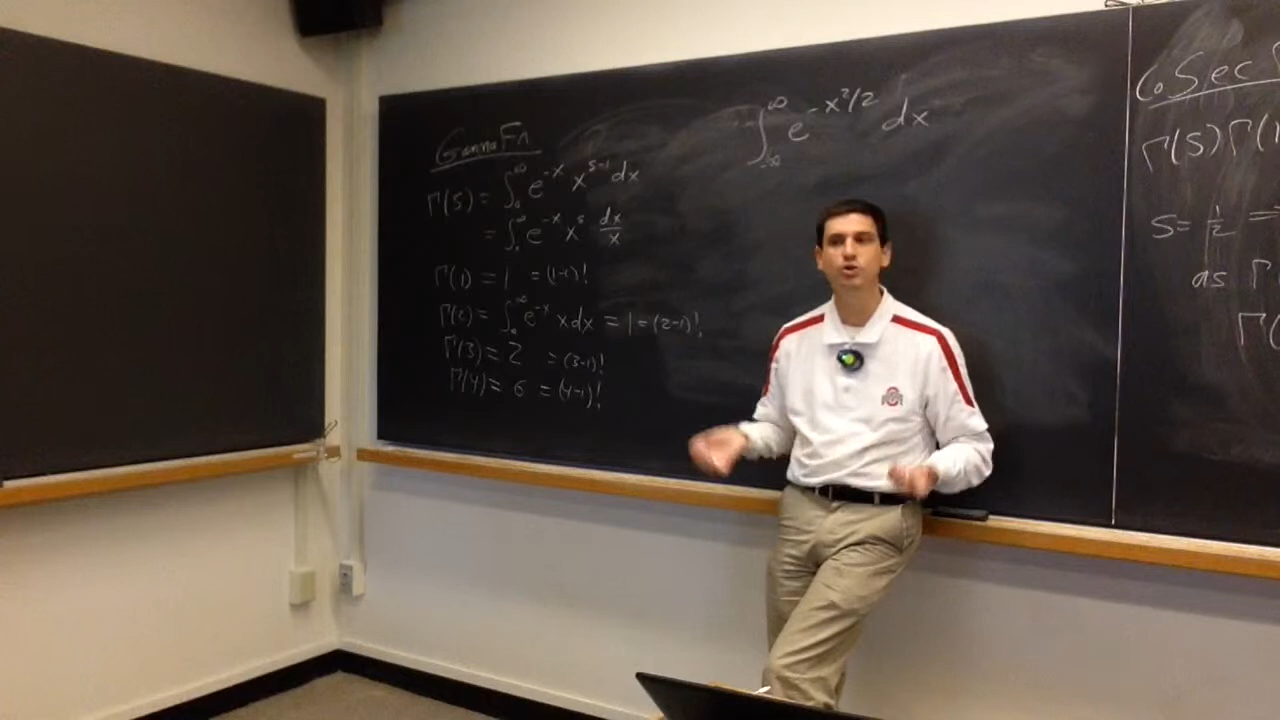 Gamma Fn
Γ(s) = ∫₀^∞ e^{-x} x^{s-1} dx
= ∫₀^∞ e^{-x} x^s dx/x
Γ(1) = 1 = (1-1)!
Γ(2) = ∫₀^∞ e^{-x} x dx = 1 = (2-1)!
Γ(3) = 2 = (3-1)!
Γ(4) = 6 = (4-1)!
∫_{-∞}^∞ e^{-x²/2} dx
CoSec
Γ(s) Γ(1
s = 1/2 =
as Γ
Γ(